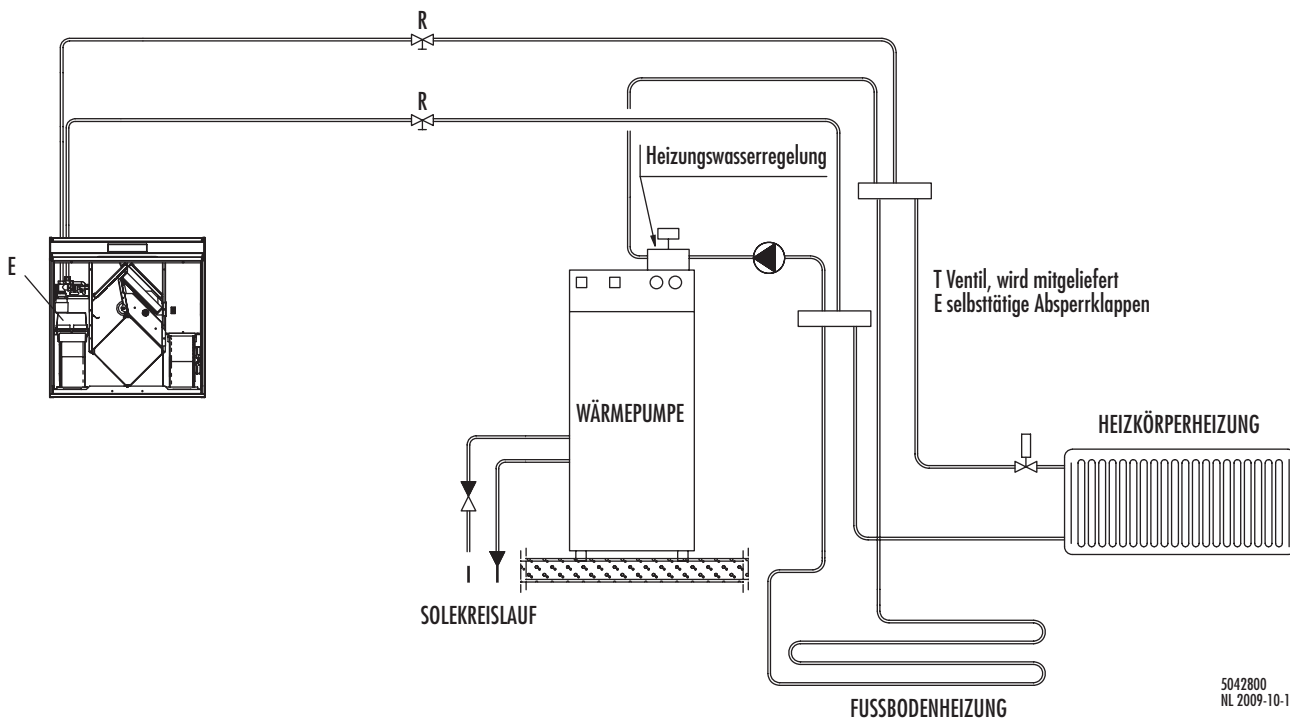 R
R
Heizungswasserregelung
E
T Ventil, wird mitgeliefert
E selbsttätige Absperrklappen
WÄRMEPUMPE
HEIZKÖRPERHEIZUNG
SOLEKREISLAUF
FUSSBODENHEIZUNG
5042800
NL 2009-10-1